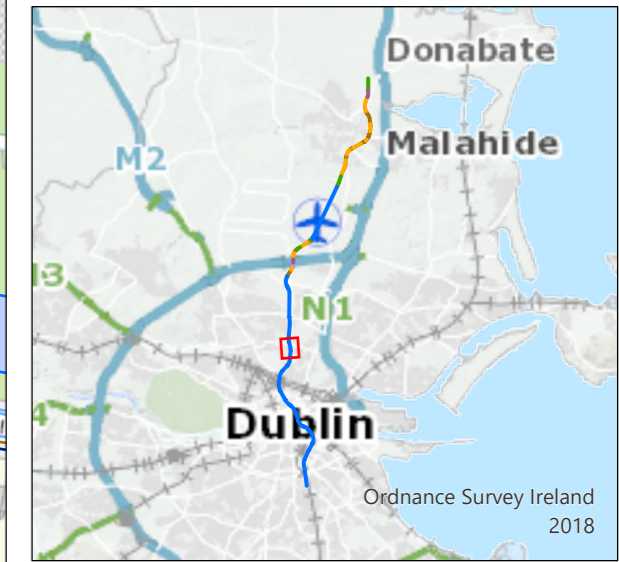 Donabate
M2
Malahide
N1
Dublin
Ordnance Survey Ireland
2018